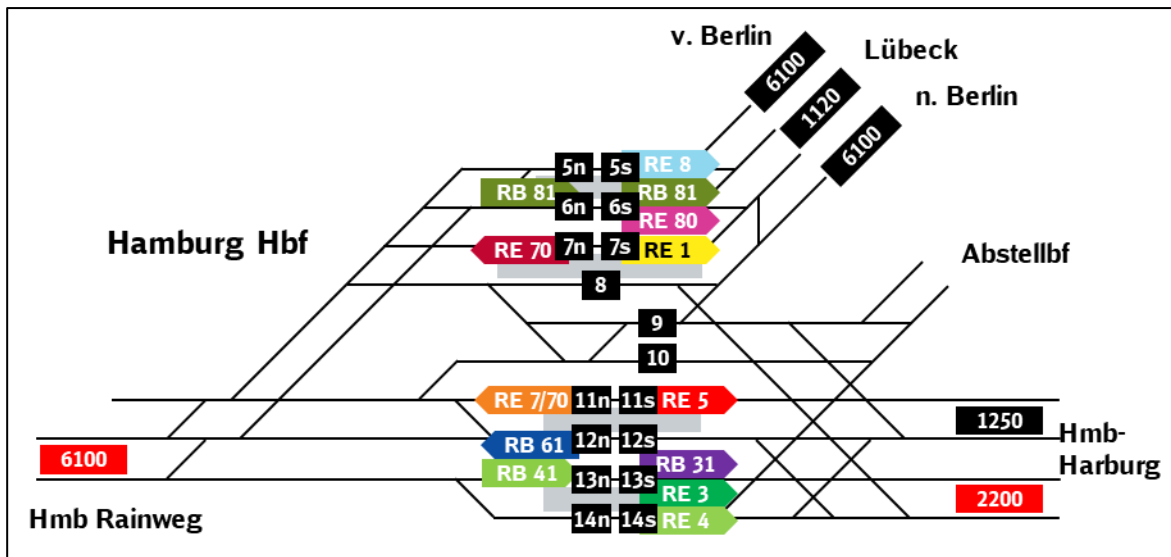 v. Berlin
6100
Lübeck
1120
n. Berlin
6100
5n 5s RE 8
RB 81 RB 81
6n 6s
RE 80
Hamburg Hbf
RE 70 7n 7s RE 1
Abstellbf
8
9
10
RE 7/70 11n 11s RE 5
1250
RB 61 12n 12s
Hmb-
Harburg
6100
RB 41 RB 31
13n 13s
RE 3
2200
Hmb Rainweg
14n 14s RE 4